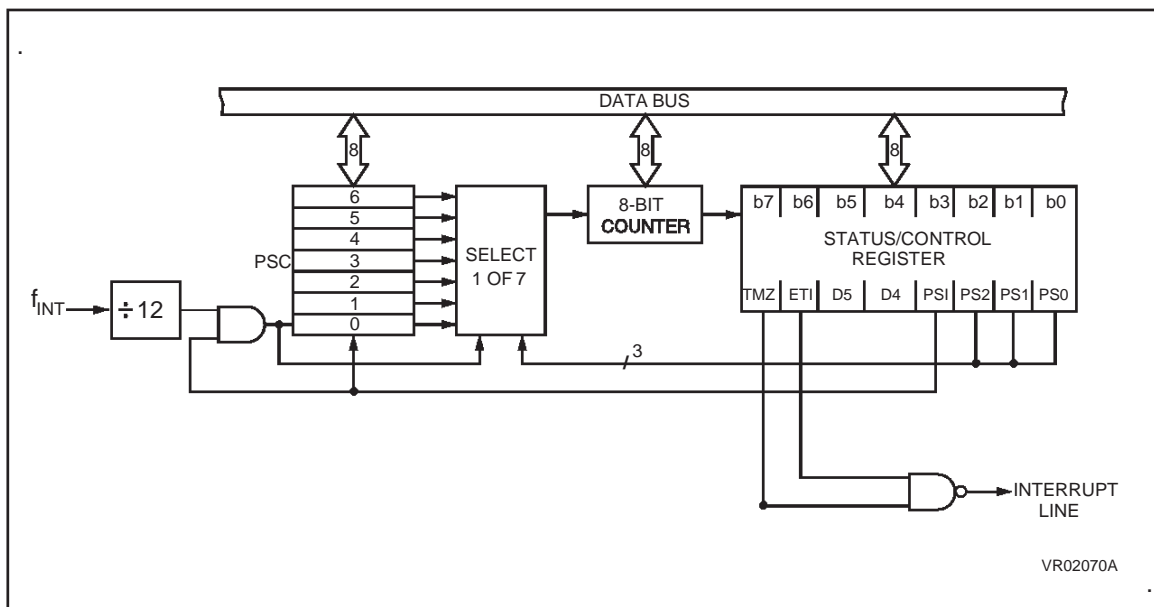 DATA BUS
8
8
8
6
5
4
3
2
1
0
PSC
SELECT
1 OF 7
8-BIT
COUNTER
b7 b6 b5 b4 b3 b2 b1 b0
STATUS/CONTROL
REGISTER
TMZ ETI D5 D4 PSI PS2 PS1 PS0
fINT
÷12
3
INTERRUPT
LINE
VR02070A